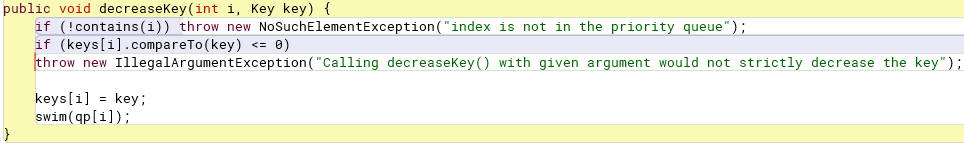 public void decreaseKey(int i, Key key) {
if (!contains(i)) throw new NoSuchElementException("index is not in the priority queue");
if (keys[i].compareTo(key) <= 0)
throw new IllegalArgumentException("Calling decreaseKey() with given argument would not strictly decrease the key");
keys[i] = key;
swim(qp[i]);
}